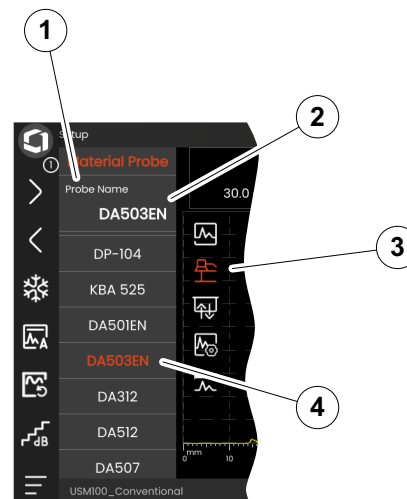 1
2
3
4
Setup
1
Material Probe
Probe Name
DA503EN
30.0
DP-104
KBA 525
DA501EN
DA503EN
DA312
DA512
DA507
A
dB
mm
0
10
USM100_Conventional